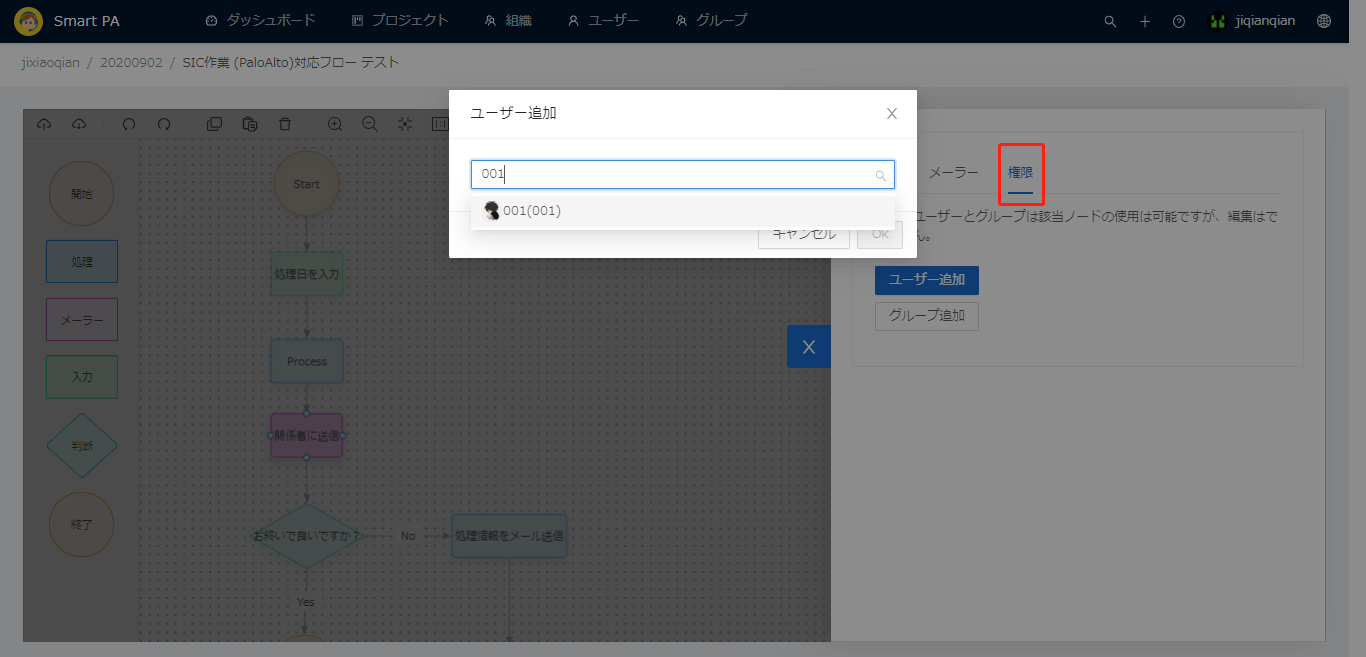 Smart PA ダッシュボード プロジェクト 組織 ユーザー グループ jiqianqian
jixiaoqian / 20200902 / SIC作業 (PaloAlto)対応フロー テスト
ユーザー追加
001
001(001)
キャンセル OK
開始
処理
メーラー
入力
判断
終了
Start
処理日を入力
Process
関係者に送信
お終いで良いですか？
No
処理情報をメール送信
Yes
メーラー 権限
ユーザーとグループは該当ノードの使用は可能ですが、編集はで
ん。
ユーザー追加
グループ追加